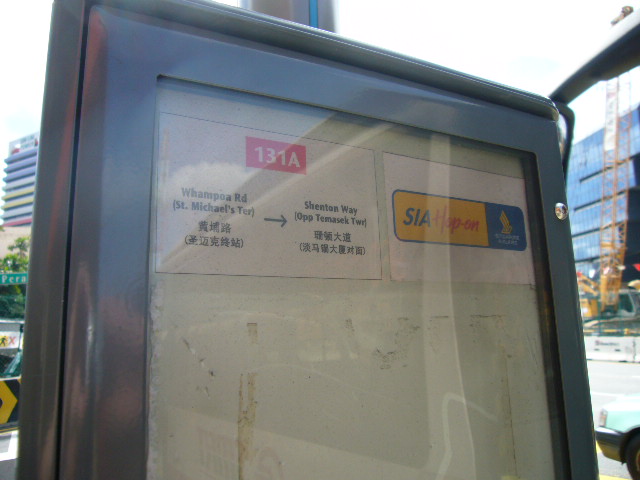 131A
Whampoa Rd
(St. Michael's Ter)
黄埔路
(圣迈克终站)
→
Shenton Way
(Opp Temasek Twr)
珊顿大道
(淡马锡大厦对面)
SIA Hop-on
Pera